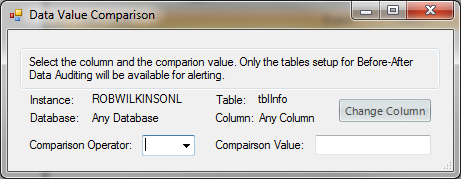 Data Value Comparison
Select the column and the comparion value. Only the tables setup for Before-After
Data Auditing will be available for alerting.
Instance: ROBWILKINSONL Table: tblInfo
Database: Any Database Column: Any Column
Change Column
Comparison Operator: Compairson Value: